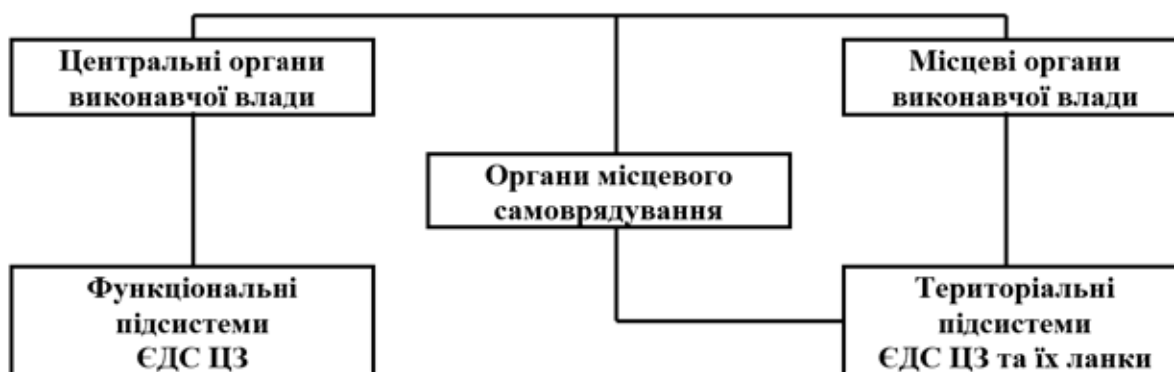 Центральні органи
виконавчої влади
Місцеві органи
виконавчої влади
Органи місцевого
самоврядування
Функціональні
підсистеми
ЄДС ЦЗ
Територіальні
підсистеми
ЄДС ЦЗ та їх ланки